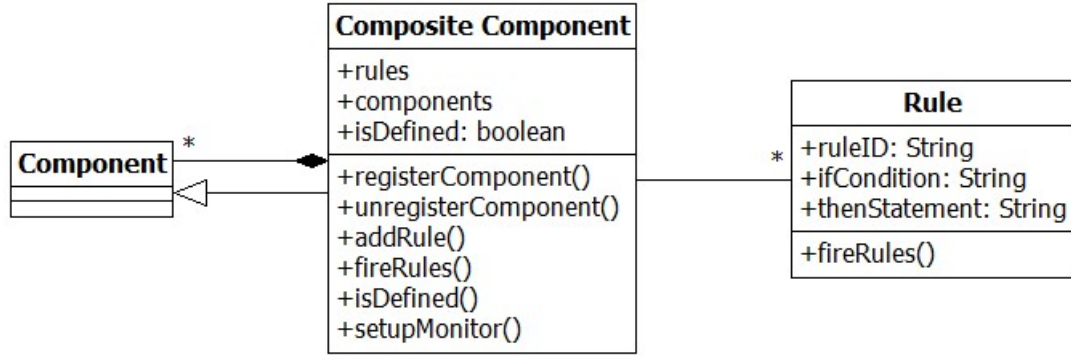 Composite Component
+rules
+components
+isDefined: boolean
+registerComponent()
+unregisterComponent()
+addRule()
+fireRules()
+isDefined()
+setupMonitor()
Component
*
*
Rule
+ruleID: String
+ifCondition: String
+thenStatement: String
+fireRules()